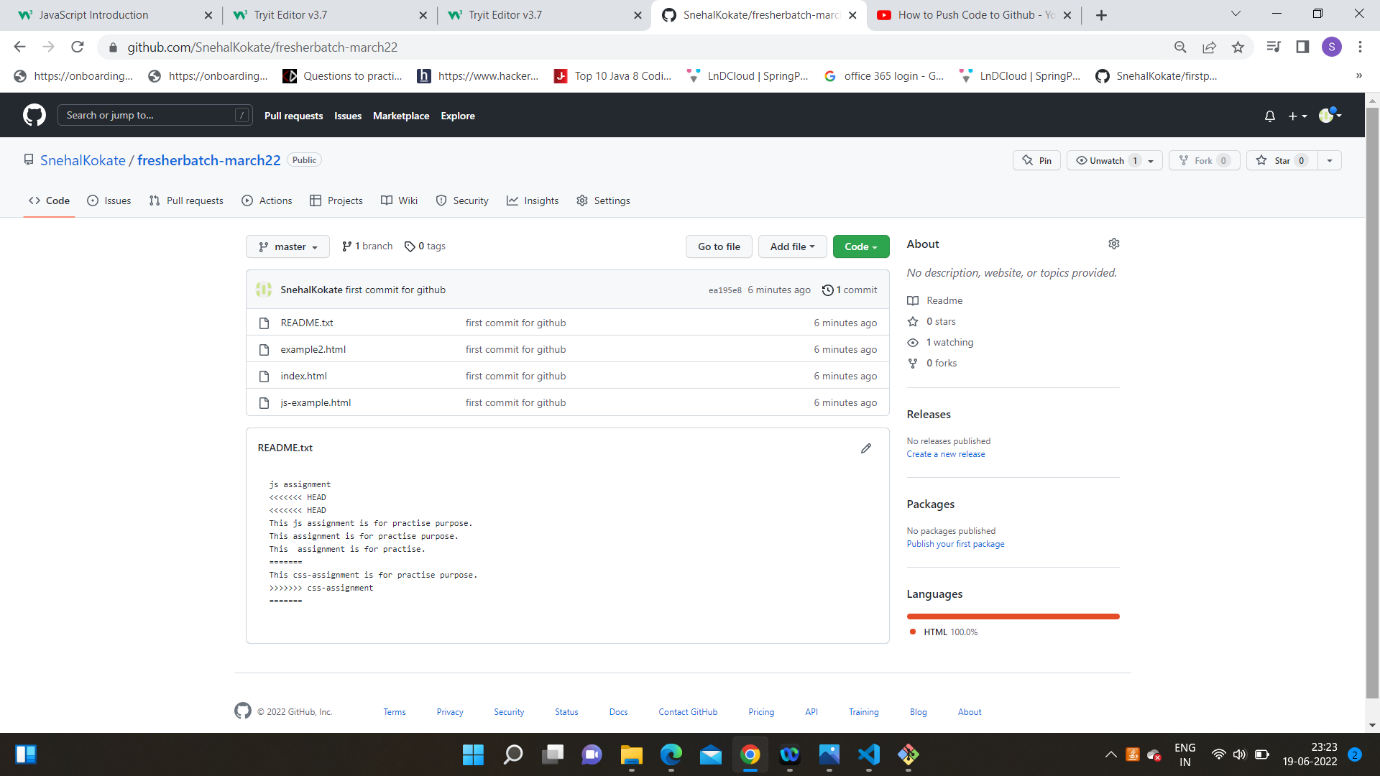 JavaScript Introduction
Tryit Editor v3.7
Tryit Editor v3.7
SnehalKokate/fresherbatch-marc
How to Push Code to Github - Yo
github.com/SnehalKokate/fresherbatch-march22
S
https://onboarding...
https://onboarding...
Questions to practi...
https://www.hacker...
Top 10 Java 8 Codi...
LnDCloud | SpringP...
office 365 login - G...
LnDCloud | SpringP...
SnehalKokate/firstp...
»
Search or jump to...
/
Pull requests
Issues
Marketplace
Explore
SnehalKokate / fresherbatch-march22
Public
Pin
Unwatch 1
Fork 0
Star 0
Code
Issues
Pull requests
Actions
Projects
Wiki
Security
Insights
Settings
master
1 branch
0 tags
Go to file
Add file
Code
SnehalKokate first commit for github
ea195e8 6 minutes ago
1 commit
README.txt first commit for github 6 minutes ago
example2.html first commit for github 6 minutes ago
index.html first commit for github 6 minutes ago
js-example.html first commit for github 6 minutes ago
README.txt
js assignment
<<<<<<< HEAD
<<<<<<< HEAD
This js assignment is for practise purpose.
This assignment is for practise purpose.
This  assignment is for practise.
=======
This css-assignment is for practise purpose.
>>>>>>> css-assignment
=======
About
No description, website, or topics provided.
Readme
0 stars
1 watching
0 forks
Releases
No releases published
Create a new release
Packages
No packages published
Publish your first package
Languages
HTML 100.0%
© 2022 GitHub, Inc.
Terms
Privacy
Security
Status
Docs
Contact GitHub
Pricing
API
Training
Blog
About
ENG
IN
23:23
19-06-2022
2